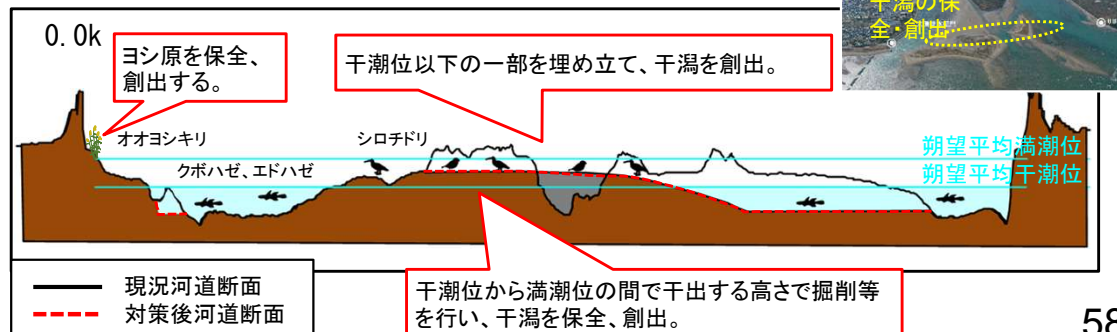 干潟の保
全・創出
0.0k
ヨシ原を保全、
創出する。
干潮位以下の一部を埋め立て、干潟を創出。
オオヨシキリ
シロチドリ
クボハゼ、エドハゼ
朔望平均満潮位
朔望平均干潮位
現況河道断面
対策後河道断面
干潮位から満潮位の間で干出する高さで掘削等
を行い、干潟を保全、創出。
58